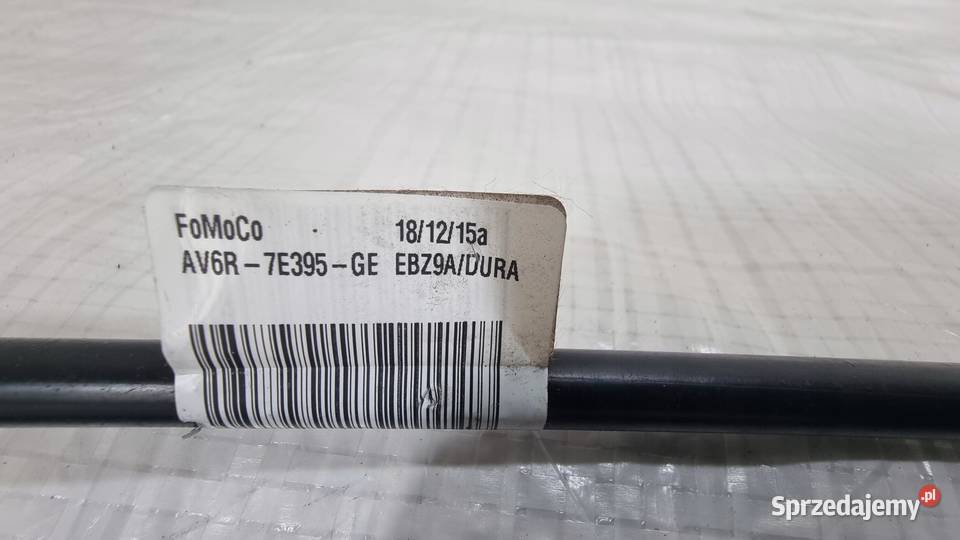 FoMoCo 18/12/15a
AV6R-7E395-GE EBZ9A/DURA
Sprzedajemy.pl